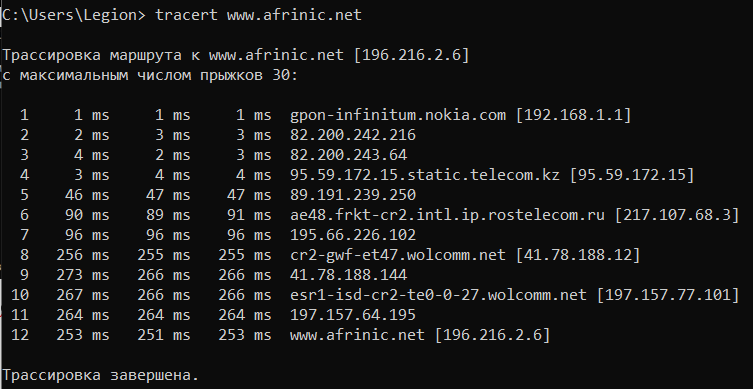 C:\Users\Legion> tracert www.afrinic.net
Трассировка маршрута к www.afrinic.net [196.216.2.6]
с максимальным числом прыжков 30:
1 1 ms 1 ms 1 ms gpon-infinitum.nokia.com [192.168.1.1]
2 2 ms 3 ms 3 ms 82.200.242.216
3 4 ms 2 ms 3 ms 82.200.243.64
4 3 ms 4 ms 4 ms 95.59.172.15.static.telecom.kz [95.59.172.15]
5 46 ms 47 ms 47 ms 89.191.239.250
6 90 ms 89 ms 91 ms ae48.frkt-cr2.intl.ip.rostelecom.ru [217.107.68.3]
7 96 ms 96 ms 96 ms 195.66.226.102
8 256 ms 255 ms 255 ms cr2-gwf-et47.wolcomm.net [41.78.188.12]
9 273 ms 266 ms 266 ms 41.78.188.144
10 267 ms 266 ms 266 ms esr1-isd-cr2-te0-0-27.wolcomm.net [197.157.77.101]
11 264 ms 264 ms 264 ms 197.157.64.195
12 253 ms 251 ms 253 ms www.afrinic.net [196.216.2.6]
Трассировка завершена.